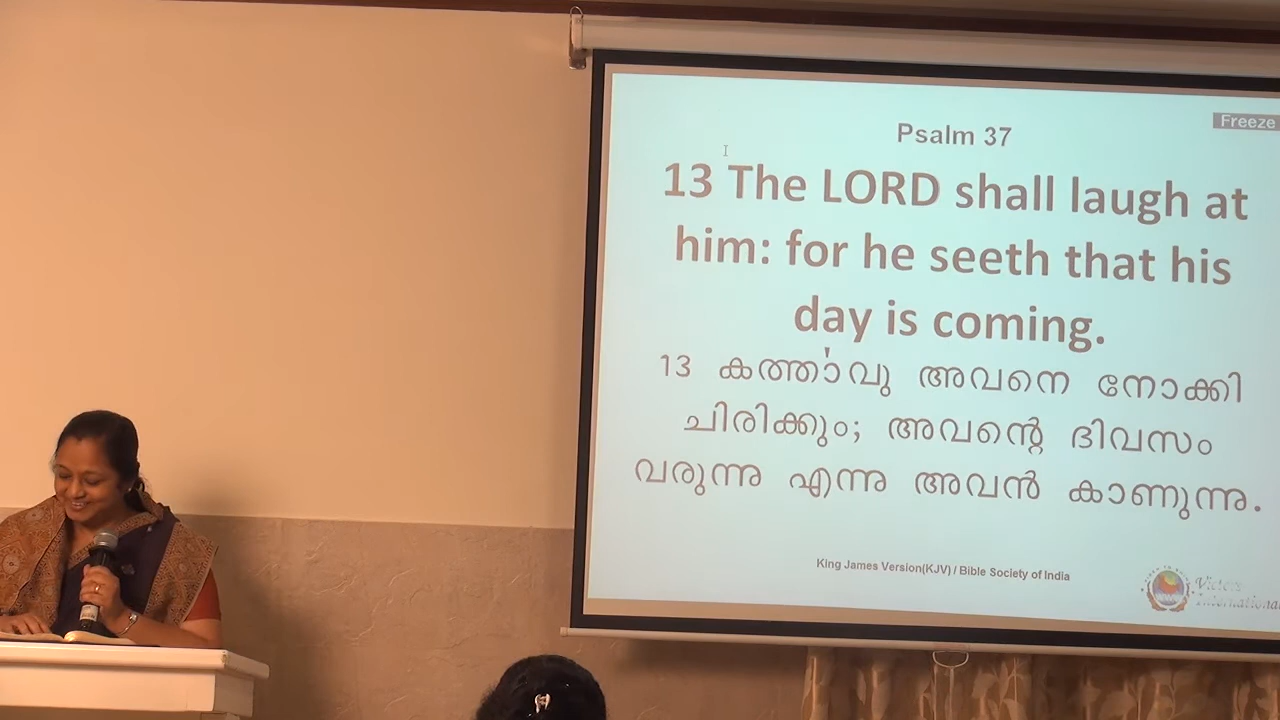 Freeze
Psalm 37
13 The LORD shall laugh at
him: for he seeth that his
day is coming.
13 കർത്താവു അവനെ നോക്കി
ചിരിക്കും; അവന്റെ ദിവസം
വരുന്നു എന്നു അവൻ കാണുന്നു.
King James Version(KJV) / Bible Society of India
International